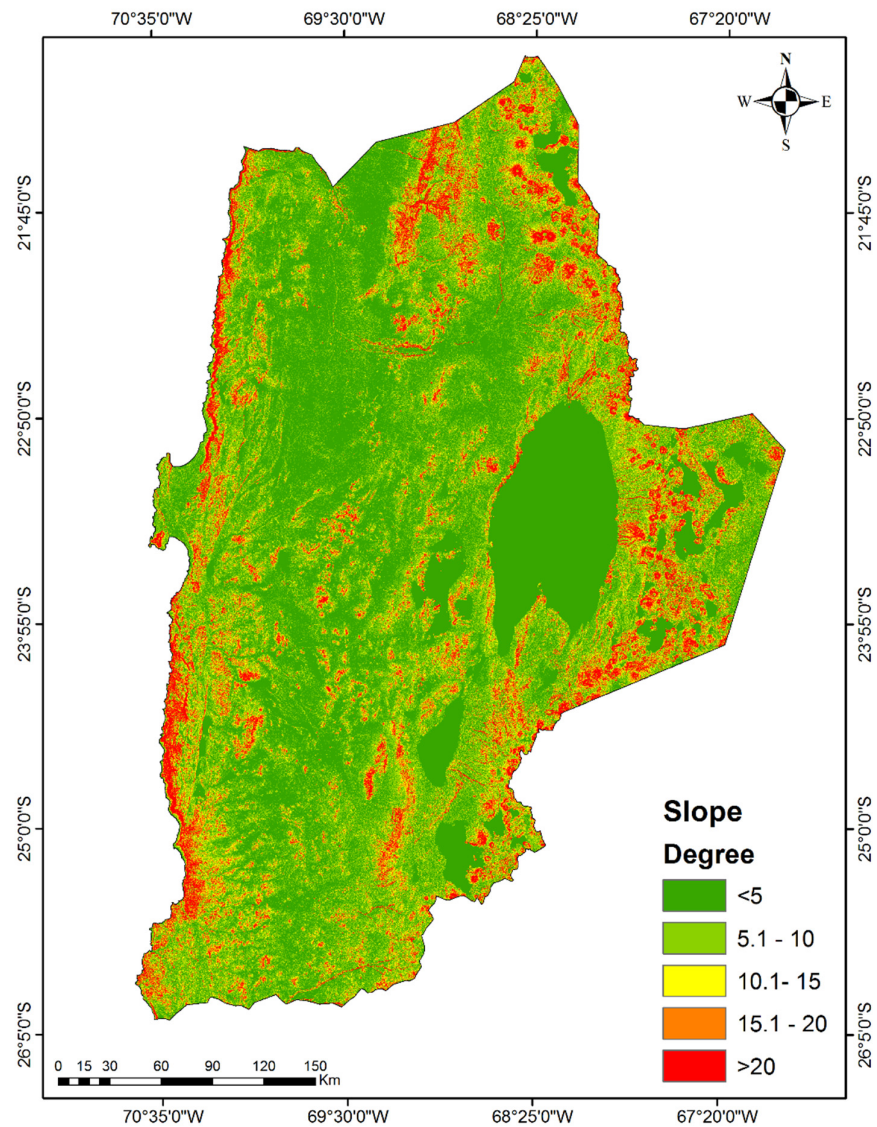 70°35'0"W 69°30'0"W 68°25'0"W 67°20'0"W
N
W E
S
21°45'0"S 21°45'0"S
22°50'0"S 22°50'0"S
23°55'0"S 23°55'0"S
25°0'0"S 25°0'0"S
26°5'0"S 26°5'0"S
Slope
Degree
<5
5.1 - 10
10.1- 15
15.1 - 20
>20
0 15 30 60 90 120 150
Km
70°35'0"W 69°30'0"W 68°25'0"W 67°20'0"W